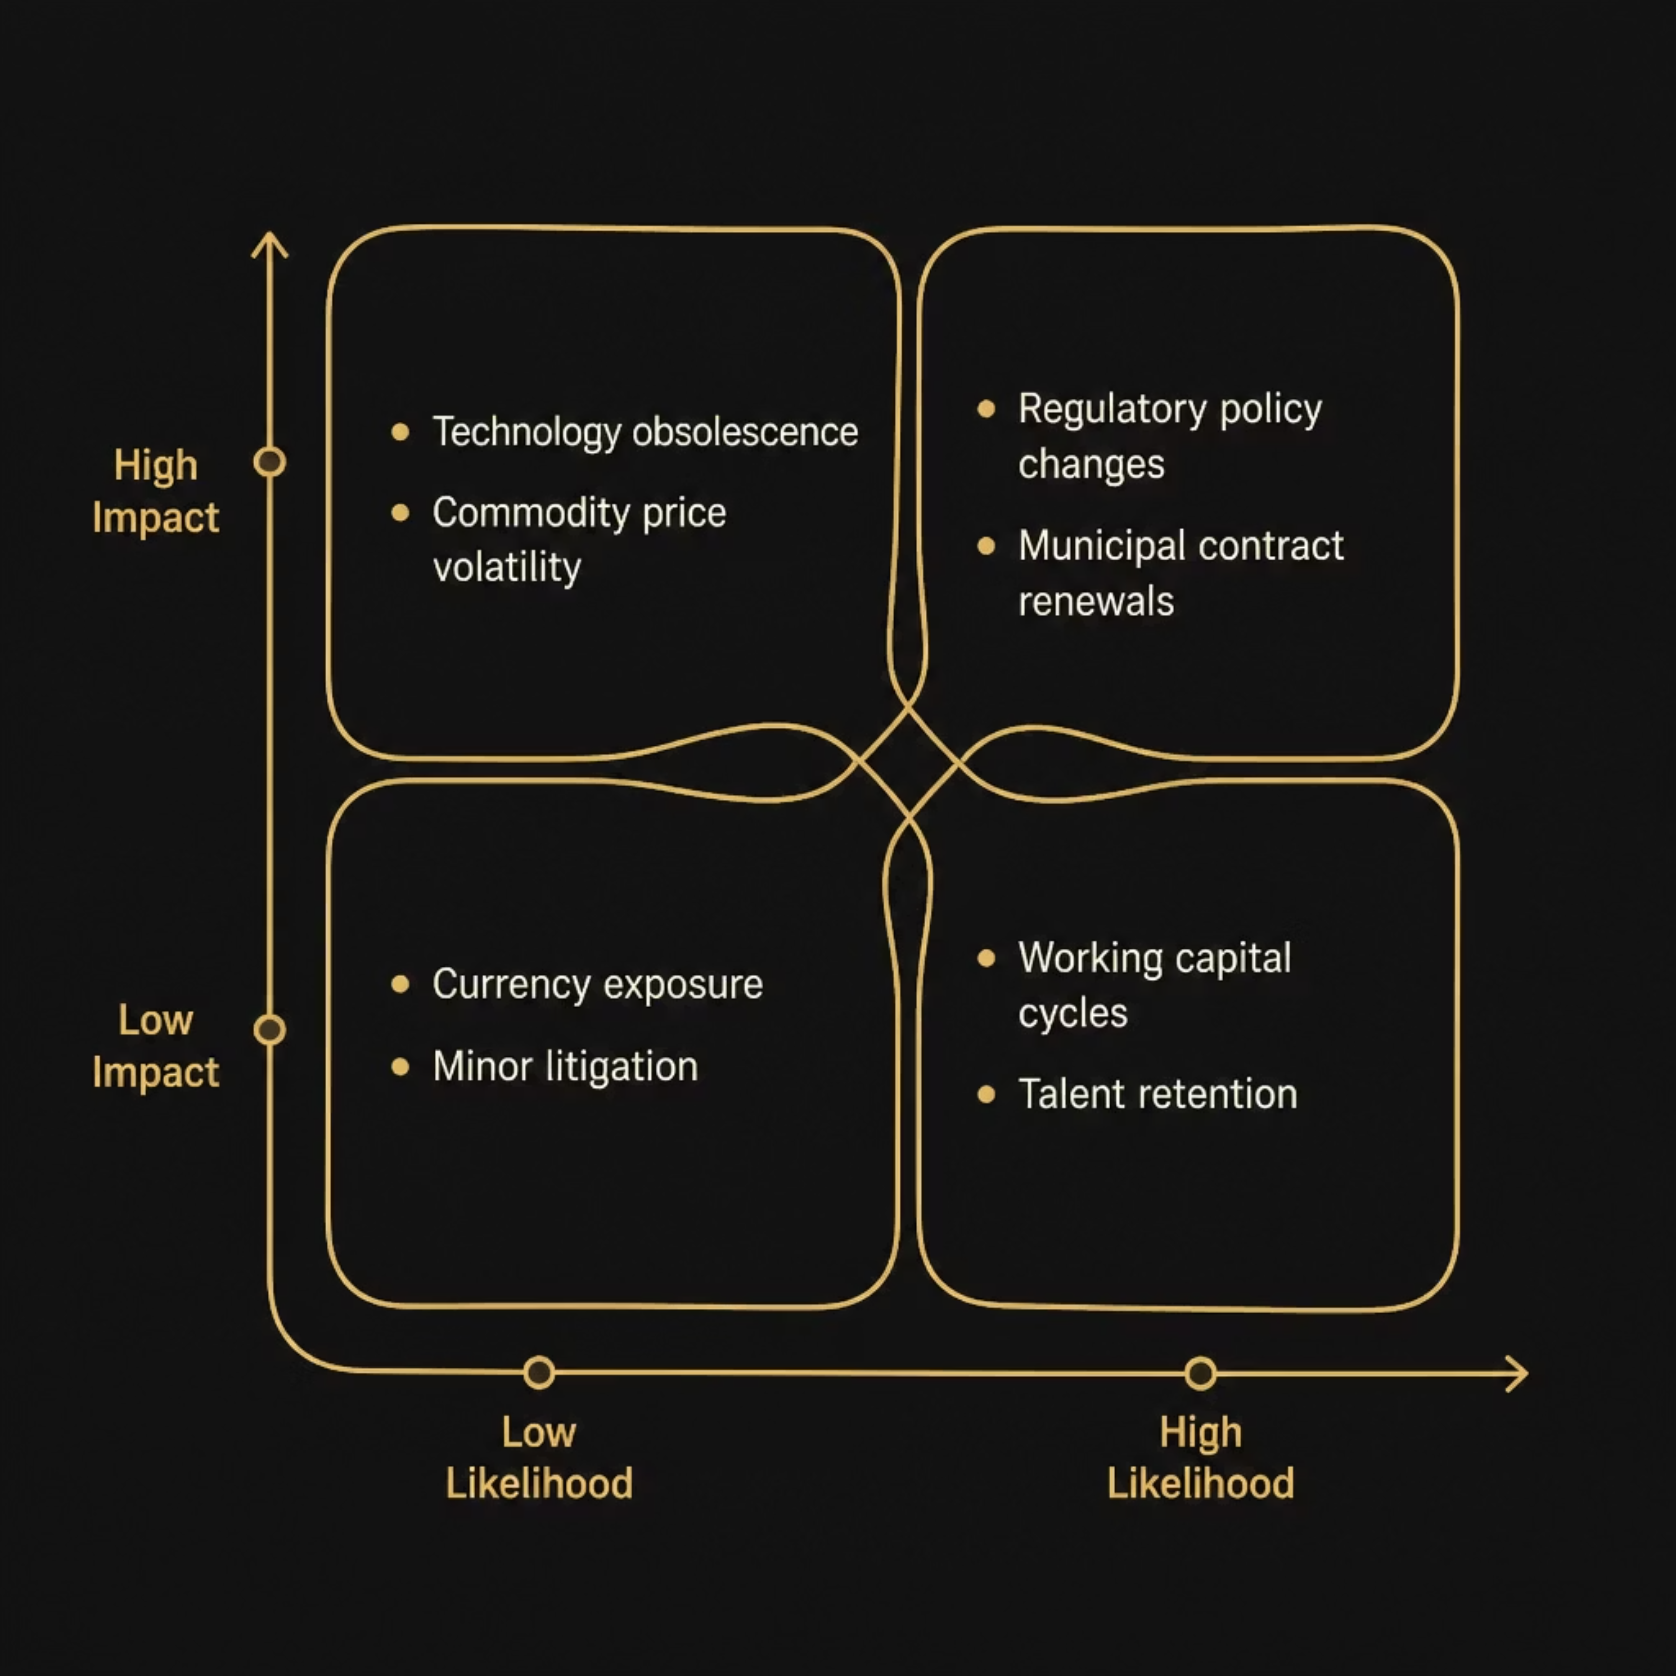 High
Impact
Technology obsolescence
Commodity price
volatility
Regulatory policy
changes
Municipal contract
renewals
Low
Impact
Currency exposure
Minor litigation
Working capital
cycles
Talent retention
Low
Likelihood
High
Likelihood